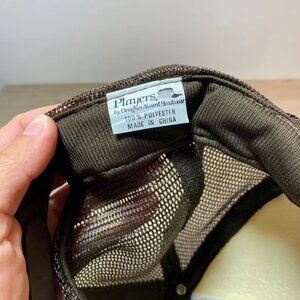 Players,
by Designer Award Headwear
100% POLYESTER
MADE IN CHINA